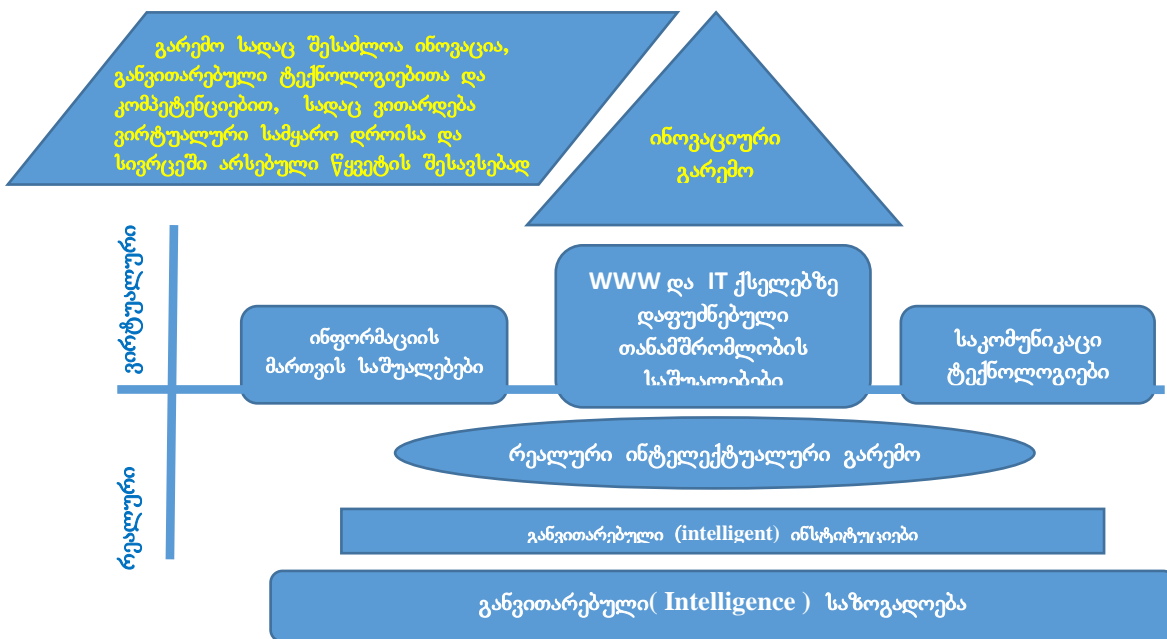 გარემო სადაც შესაძლოა ინოვაცია,
განვითარებული ტექნოლოგიებითა და
კომპეტენციებით, სადაც ვითარდება
ვირტუალური სამყარო დროისა და
სივრცეში არსებული წყვეტის შესავსებად
ინოვაციური
გარემო
ვირტუალური
ინფორმაციის
მართვის საშუალებები
WWW და IT ქსელებზე
დაფუძნებული
თანამშრომლობის
საშუალებები
საკომუნიკაცი
ტექნოლოგიები
რეალური
რეალური ინტელექტუალური გარემო
განვითარებული (intelligent) ინსტიტუციები
განვითარებული( Intelligence ) საზოგადოება